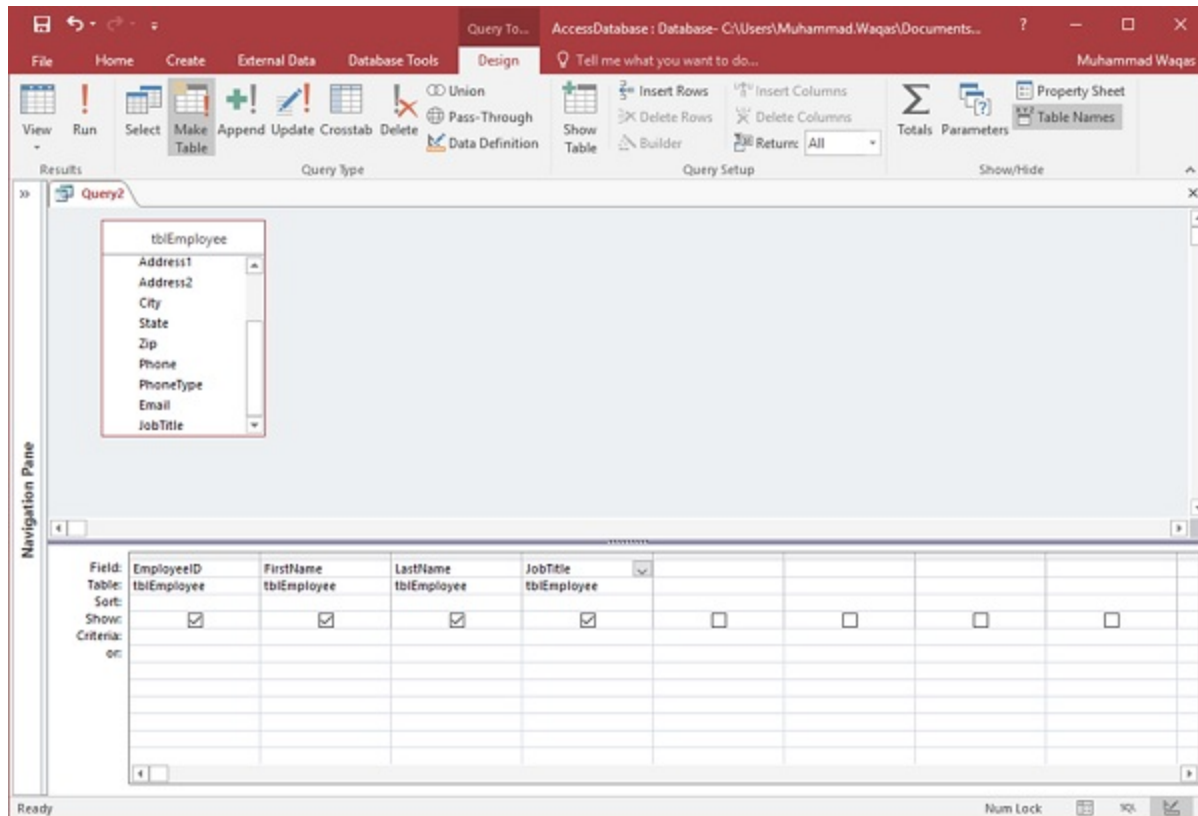 Query To... AccessDatabase : Database- C:\Users\Muhammad.Waqas\Documents... ?
File Home Create External Data Database Tools Design Tell me what you want to do... Muhammad Waqas
View Run Select Make Table Append Update Crosstab Delete
Union
Pass-Through
Data Definition
Show Table
Insert Rows
Delete Rows
Builder
Insert Columns
Delete Columns
Return: All
Totals Parameters
Property Sheet
XYZ Table Names
Results Query Type Query Setup Show/Hide
Query2
tblEmployee
Address1
Address2
City
State
Zip
Phone
PhoneType
Email
JobTitle
Navigation Pane
Field: EmployeeID FirstName LastName JobTitle
Table: tblEmployee tblEmployee tblEmployee tblEmployee
Sort:
Show:
Criteria:
or:
Ready Num Lock SQL